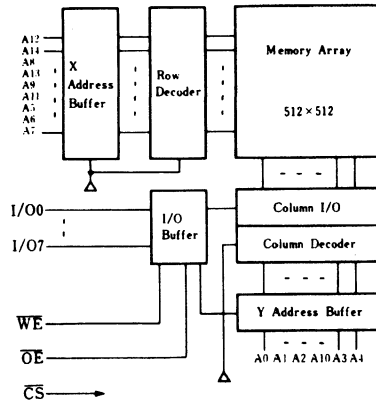 A12
A14
A8
A13
A9
A11
A5
A6
A7
X
Address
Buffer
Row
Decoder
Memory Array
512×512
I/O0
I/O7
I/O
Buffer
Column I/O
Column Decoder
Y Address Buffer
WE
OE
CS
A0 A1 A2 A10 A3 A4